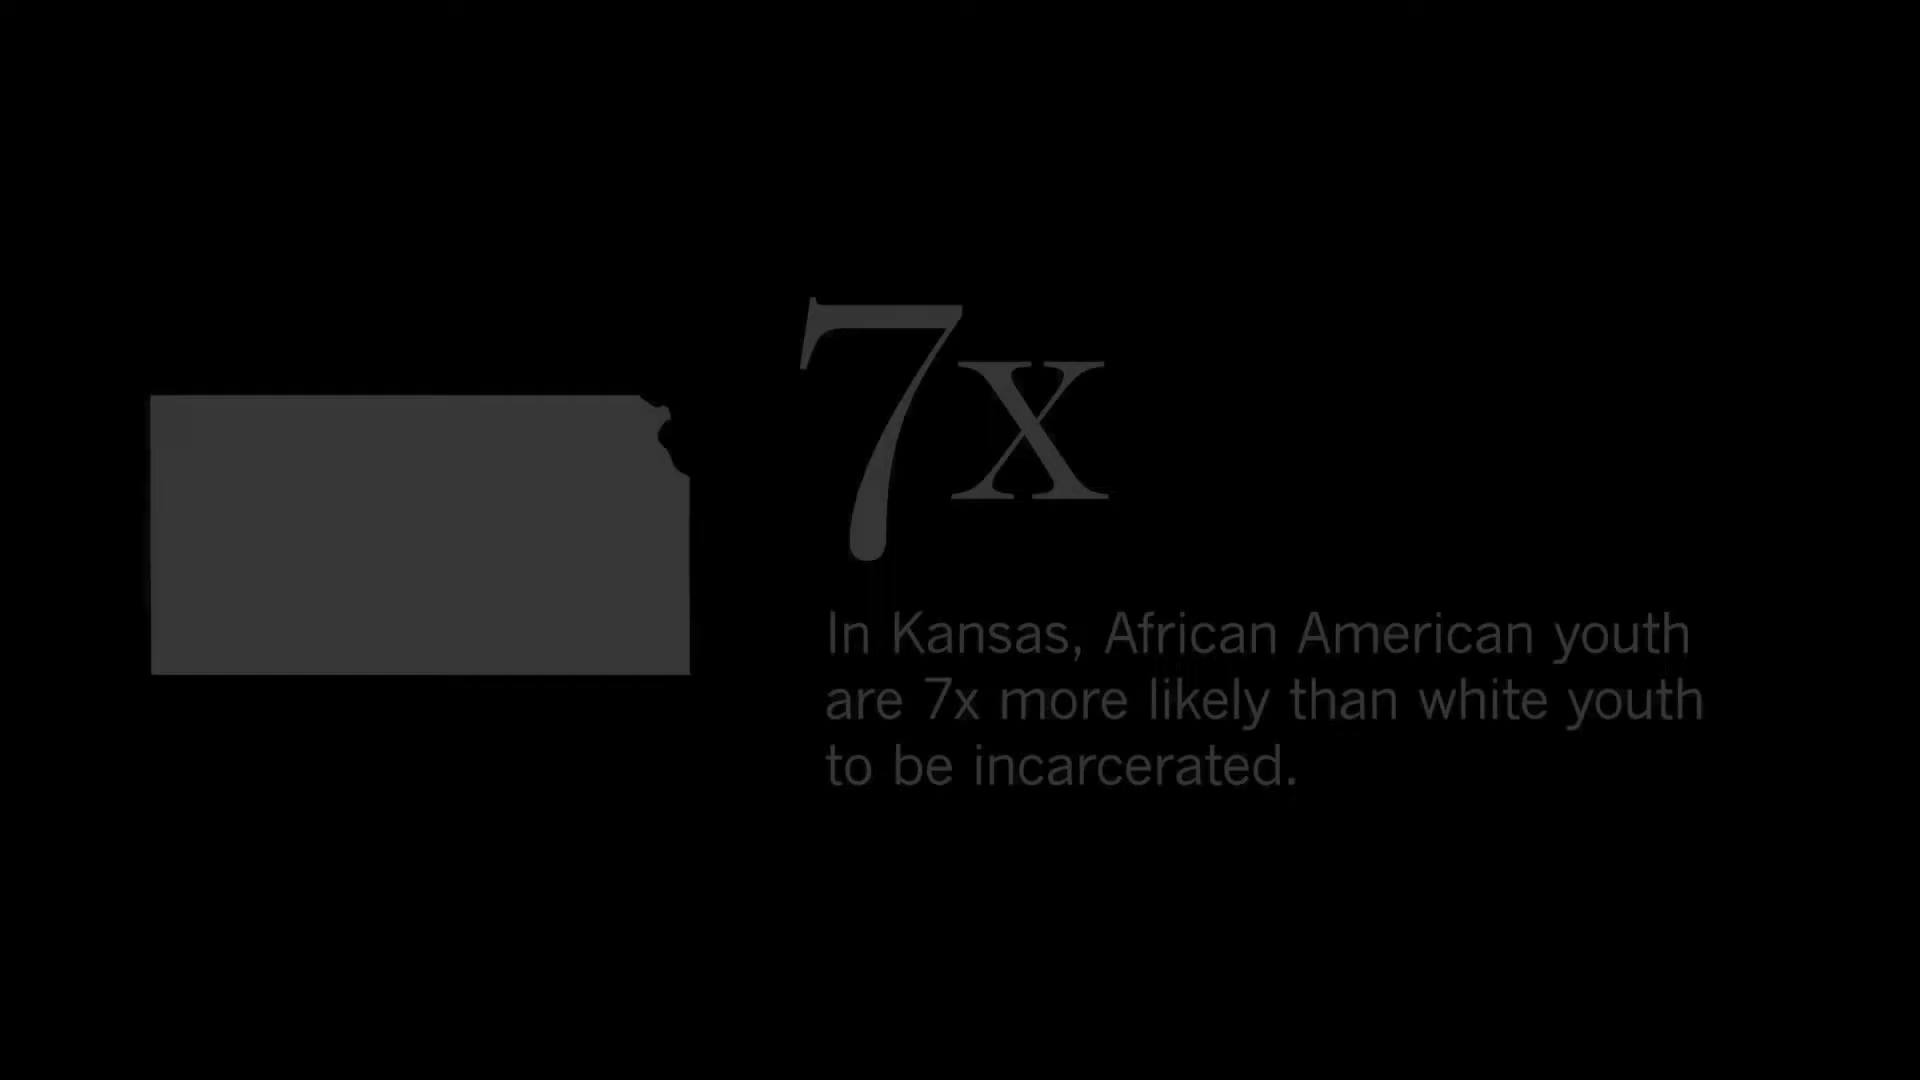 7x
In Kansas, African American youth
are 7x more likely than white youth
to be incarcerated.